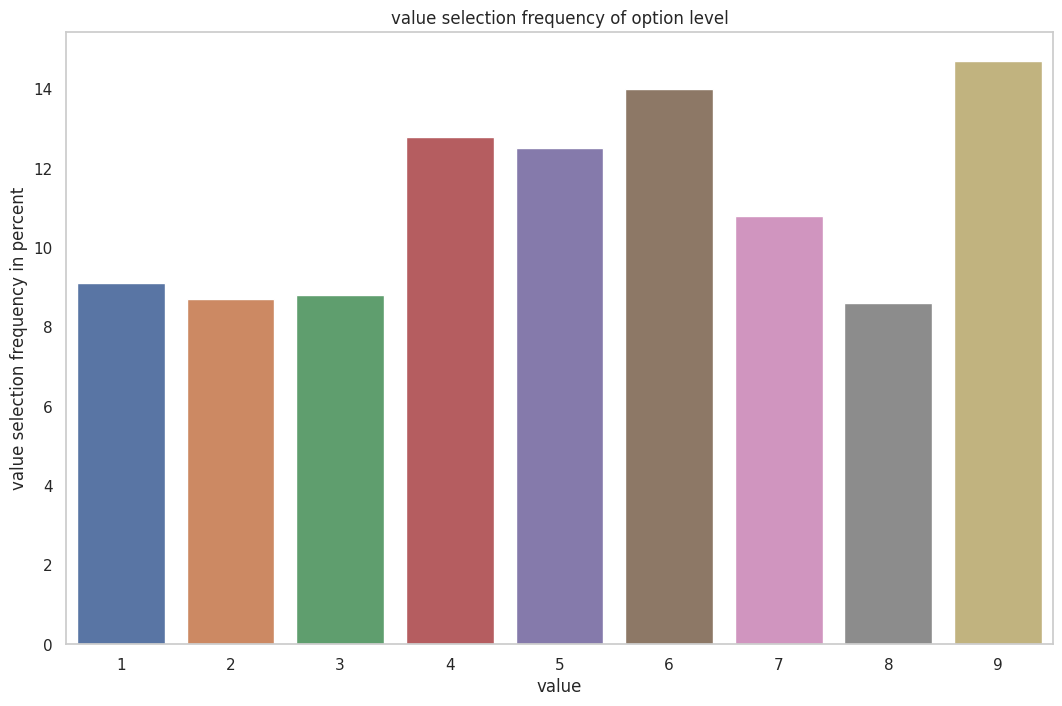 value selection frequency of option level
value selection frequency in percent
14
12
10
8
6
4
2
0
1 2 3 4 5 6 7 8 9
value